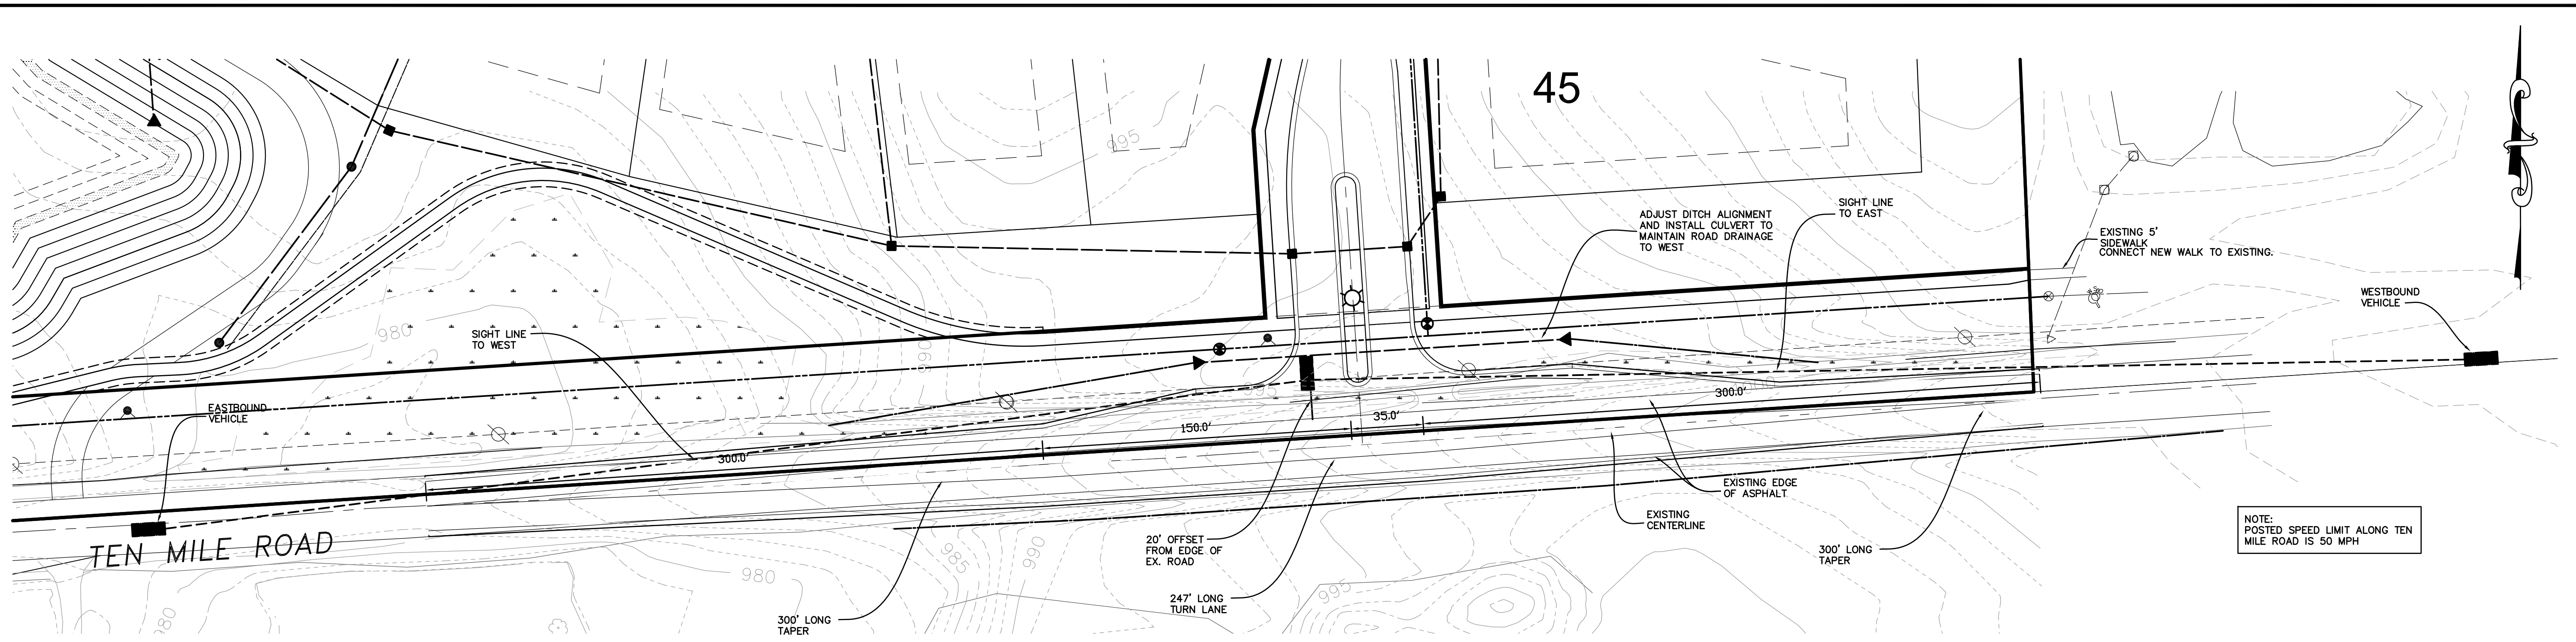 45
995
ADJUST DITCH ALIGNMENT
AND INSTALL CULVERT TO
MAINTAIN ROAD DRAINAGE
TO WEST
SIGHT LINE
TO EAST
EXISTING 5'
SIDEWALK
CONNECT NEW WALK TO EXISTING.
WESTBOUND
VEHICLE
980
SIGHT LINE
TO WEST
EASTBOUND
VEHICLE
300.0'
150.0'
35.0'
300.0'
EXISTING EDGE
OF ASPHALT
EXISTING
CENTERLINE
NOTE:
POSTED SPEED LIMIT ALONG TEN
MILE ROAD IS 50 MPH
TEN MILE ROAD
20' OFFSET
FROM EDGE OF
EX. ROAD
300' LONG
TAPER
985
990
980
995
247' LONG
TURN LANE
980
300' LONG
TAPER